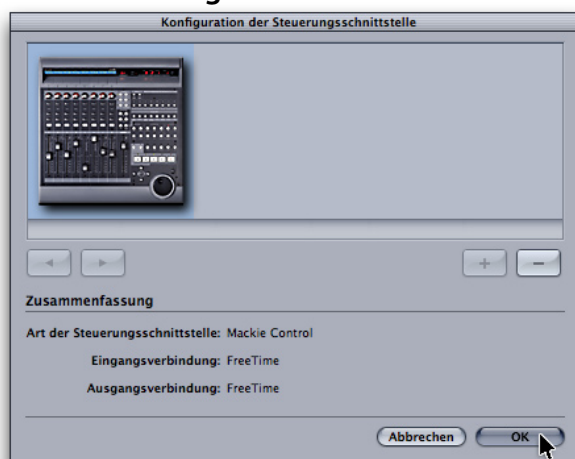 Konfiguration der Steuerungsschnittstelle
Zusammenfassung
Art der Steuerungsschnittstelle: Mackie Control
Eingangsverbindung: FreeTime
Ausgangsverbindung: FreeTime
Abbrechen OK